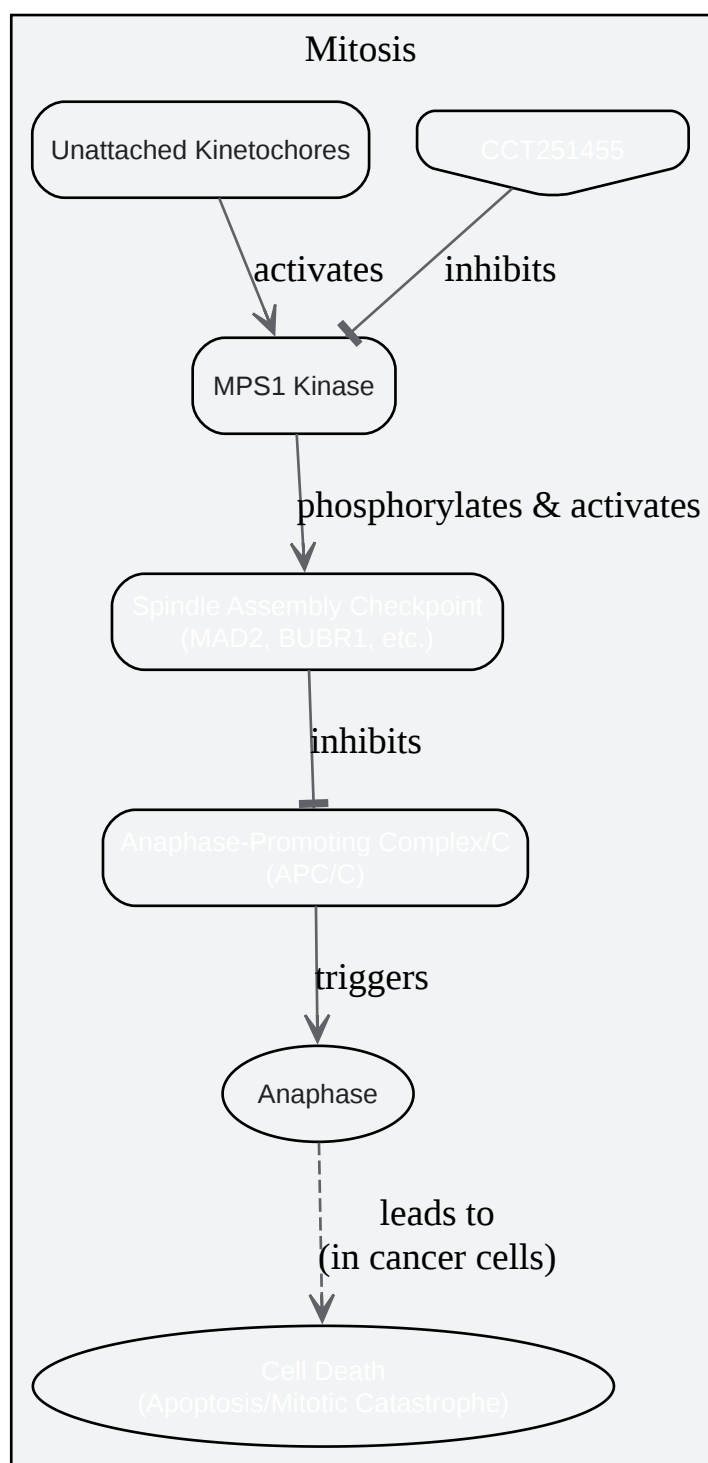 Mitosis
Unattached Kinetochores
CCT251455
activates
inhibits
MPS1 Kinase
phosphorylates & activates
Spindle Assembly Checkpoint
(MAD2, BUBR1, etc.)
inhibits
Anaphase-Promoting Complex/C
(APC/C)
triggers
Anaphase
leads to
(in cancer cells)
Cell Death
(Apoptosis/Mitotic Catastrophe)